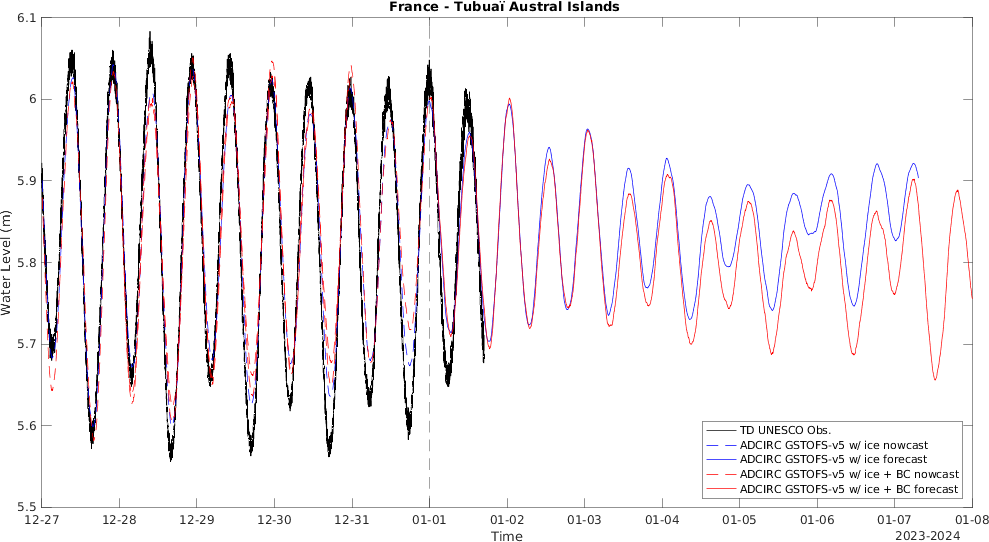 France - Tubuaï Austral Islands
6.1
6
5.9
5.8
5.7
5.6
5.5
Water Level (m)
TD UNESCO Obs.
ADCIRC GSTOFS-v5 w/ ice nowcast
ADCIRC GSTOFS-v5 w/ ice forecast
ADCIRC GSTOFS-v5 w/ ice + BC nowcast
ADCIRC GSTOFS-v5 w/ ice + BC forecast
12-27 12-28 12-29 12-30 12-31 01-01 01-02 01-03 01-04 01-05 01-06 01-07 01-08
Time
2023-2024